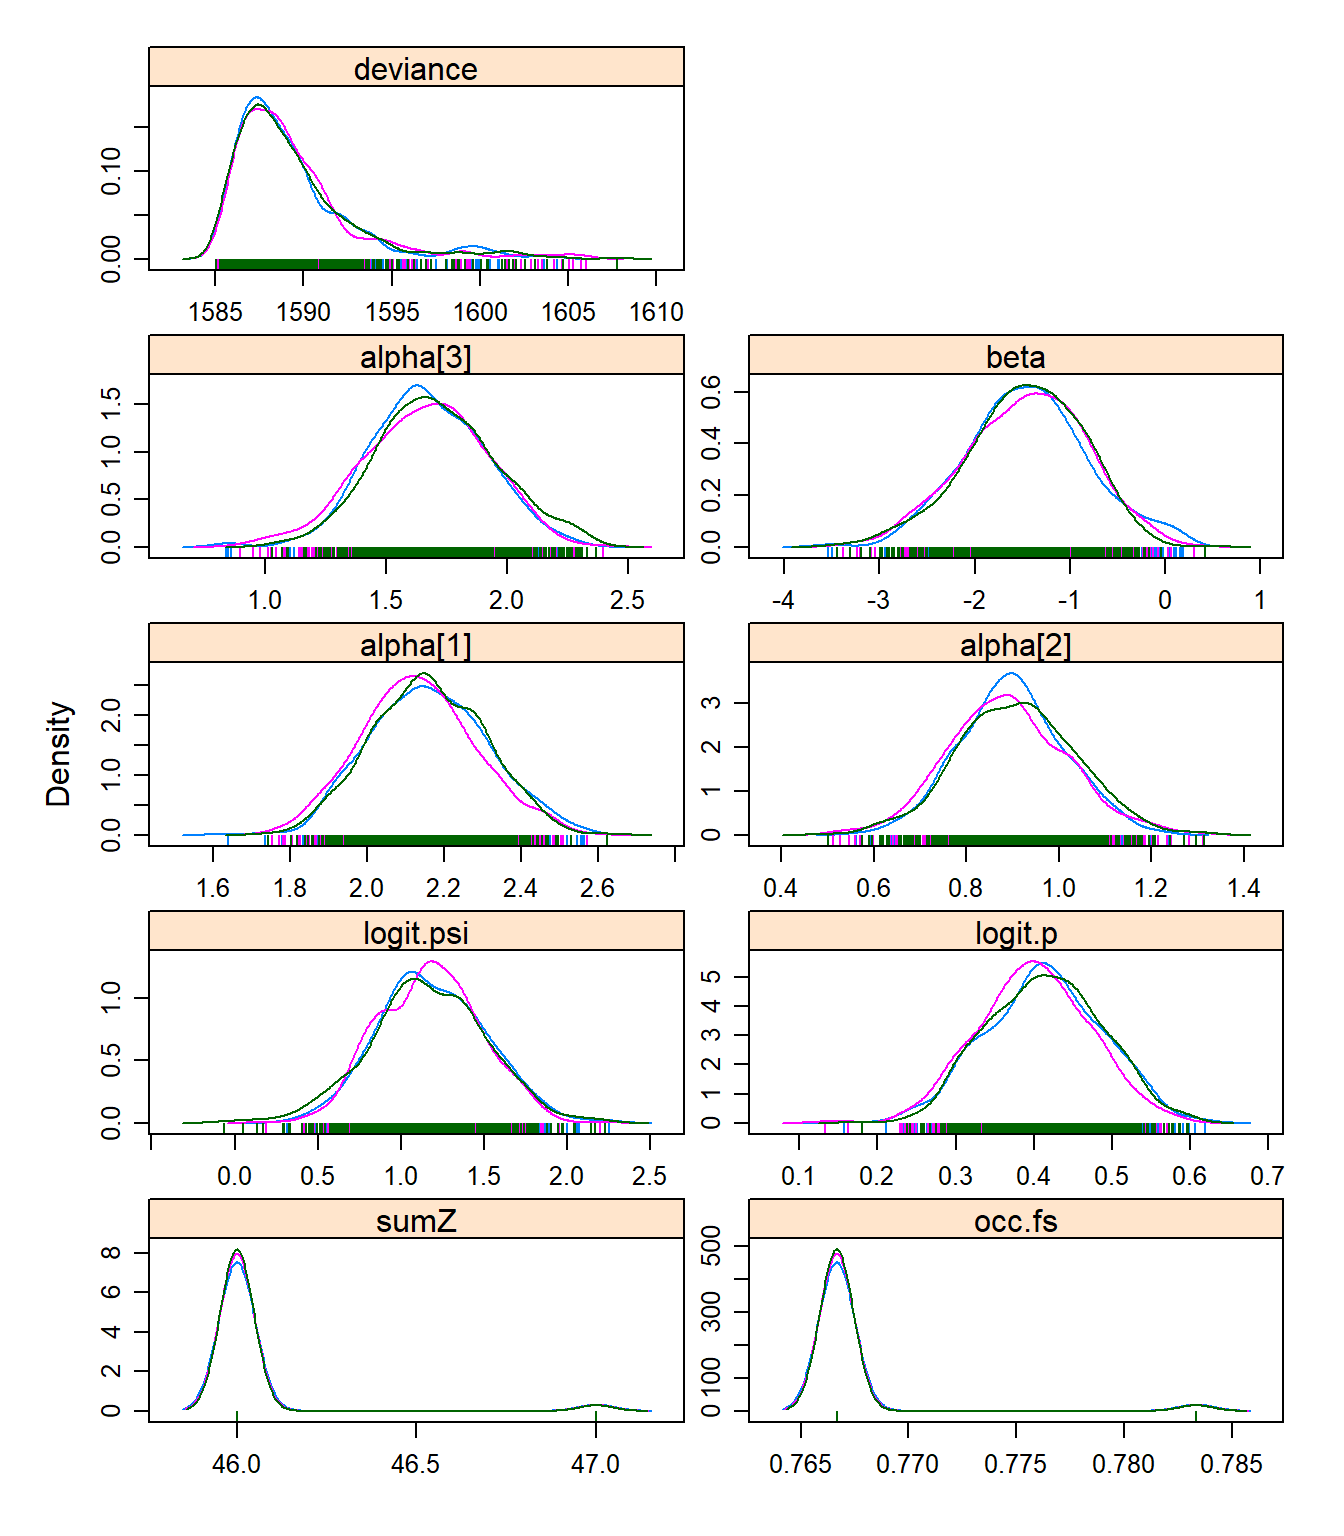 deviance
0.00 0.10
1585 1590 1595 1600 1605 1610
alpha[3]
0.0 0.5 1.0 1.5
1.0 1.5 2.0 2.5
beta
0.0 0.2 0.4 0.6
-4 -3 -2 -1 0 1
Density
alpha[1]
0.0 1.0 2.0
1.6 1.8 2.0 2.2 2.4 2.6
alpha[2]
0 1 2 3
0.4 0.6 0.8 1.0 1.2 1.4
logit.psi
0.0 0.5 1.0
0.0 0.5 1.0 1.5 2.0 2.5
logit.p
0 1 2 3 4 5
0.1 0.2 0.3 0.4 0.5 0.6 0.7
sumZ
0 2 4 6 8
46.0 46.5 47.0
occ.fs
0 100 300 500
0.765 0.770 0.775 0.780 0.785